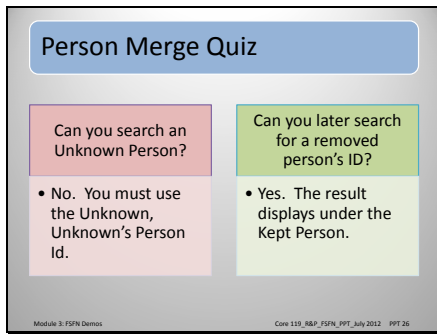 Person Merge Quiz
Can you search an
Unknown Person?
• No. You must use
the Unknown,
Unknown's Person
Id.
Can you later search
for a removed
person's ID?
• Yes. The result
displays under the
Kept Person.
Module 3: FSFN Demos
Core 119_R&P_FSFN_PPT_July 2012 PPT 26